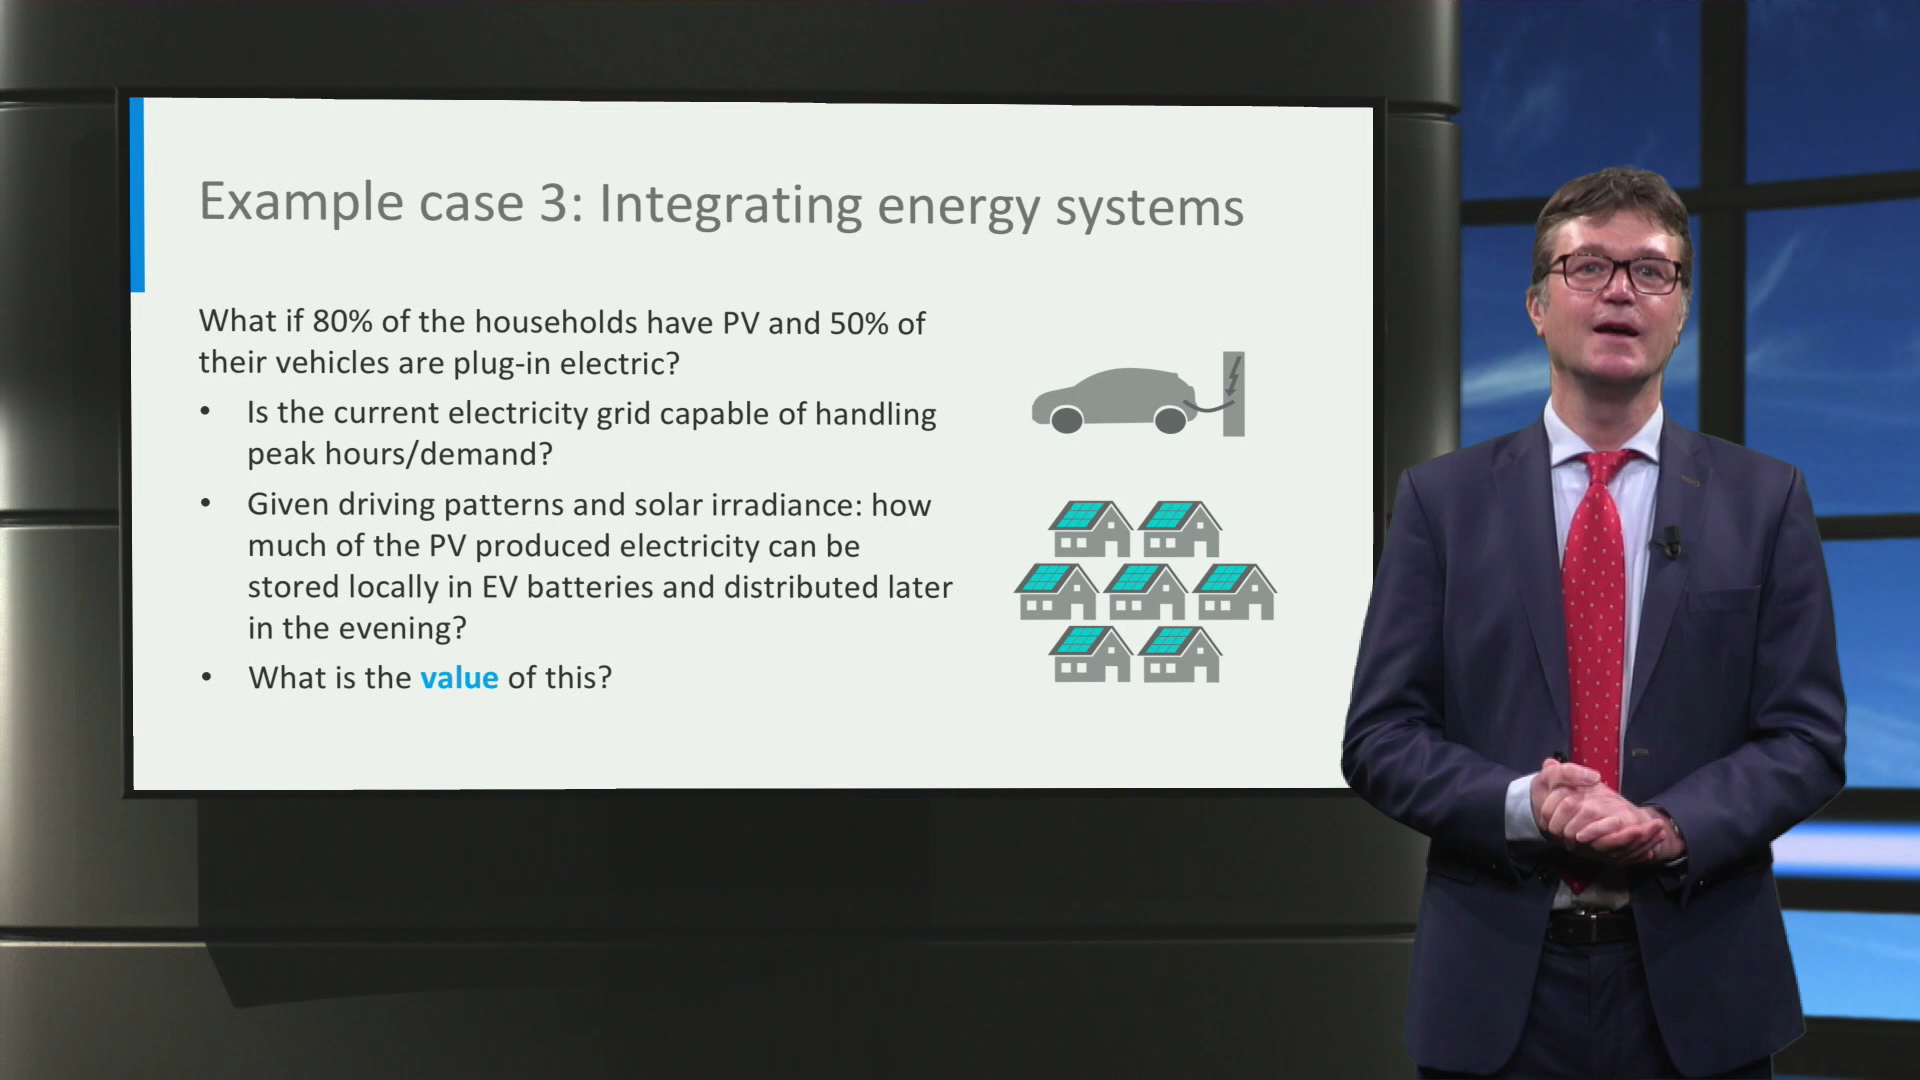 Example case 3: Integrating energy systems
What if 80% of the households have PV and 50% of
their vehicles are plug-in electric?
• Is the current electricity grid capable of handling
peak hours/demand?
• Given driving patterns and solar irradiance: how
much of the PV produced electricity can be
stored locally in EV batteries and distributed later
in the evening?
• What is the value of this?